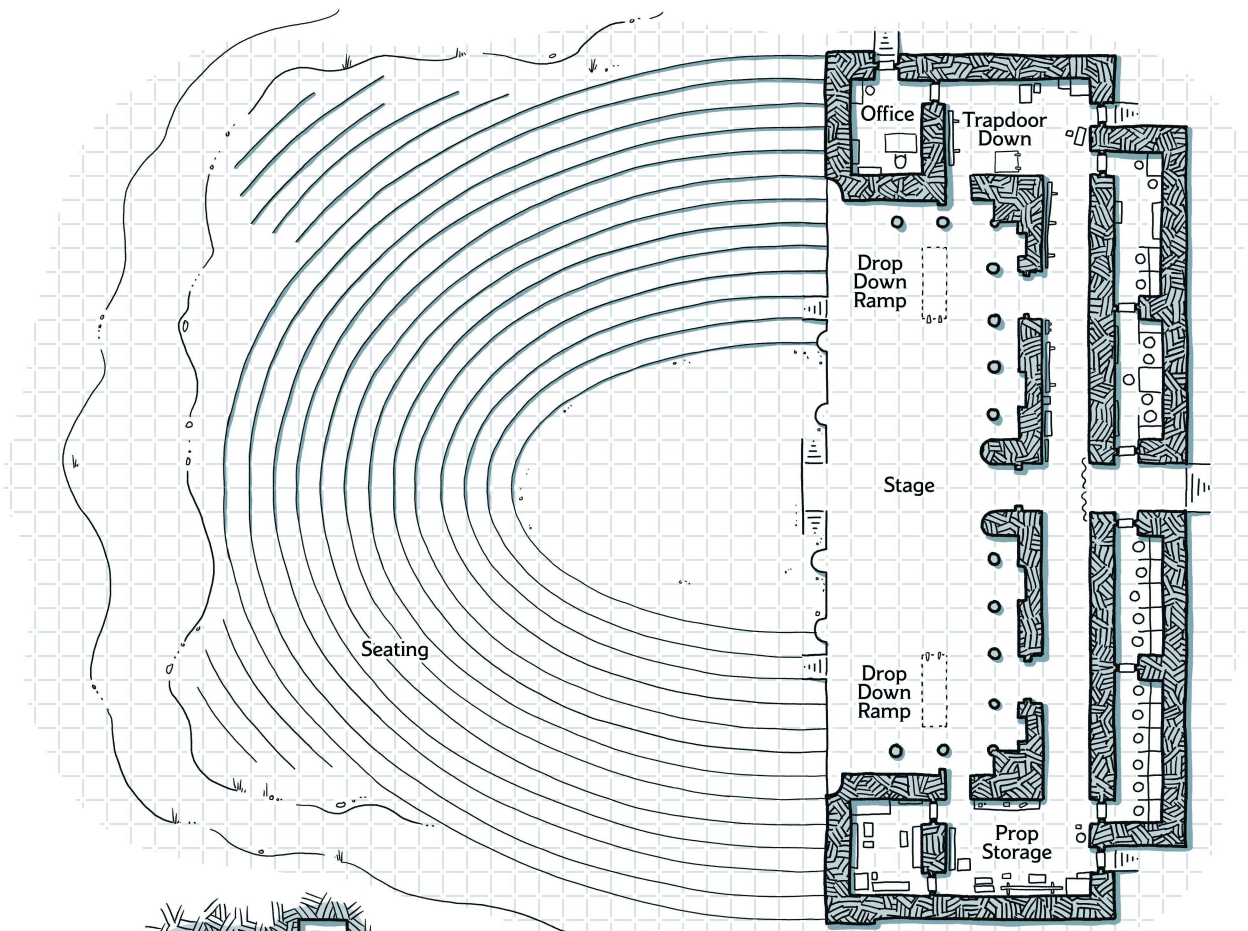 Office
Trapdoor
Down
Drop
Down
Ramp
Stage
Seating
Drop
Down
Ramp
Prop
Storage